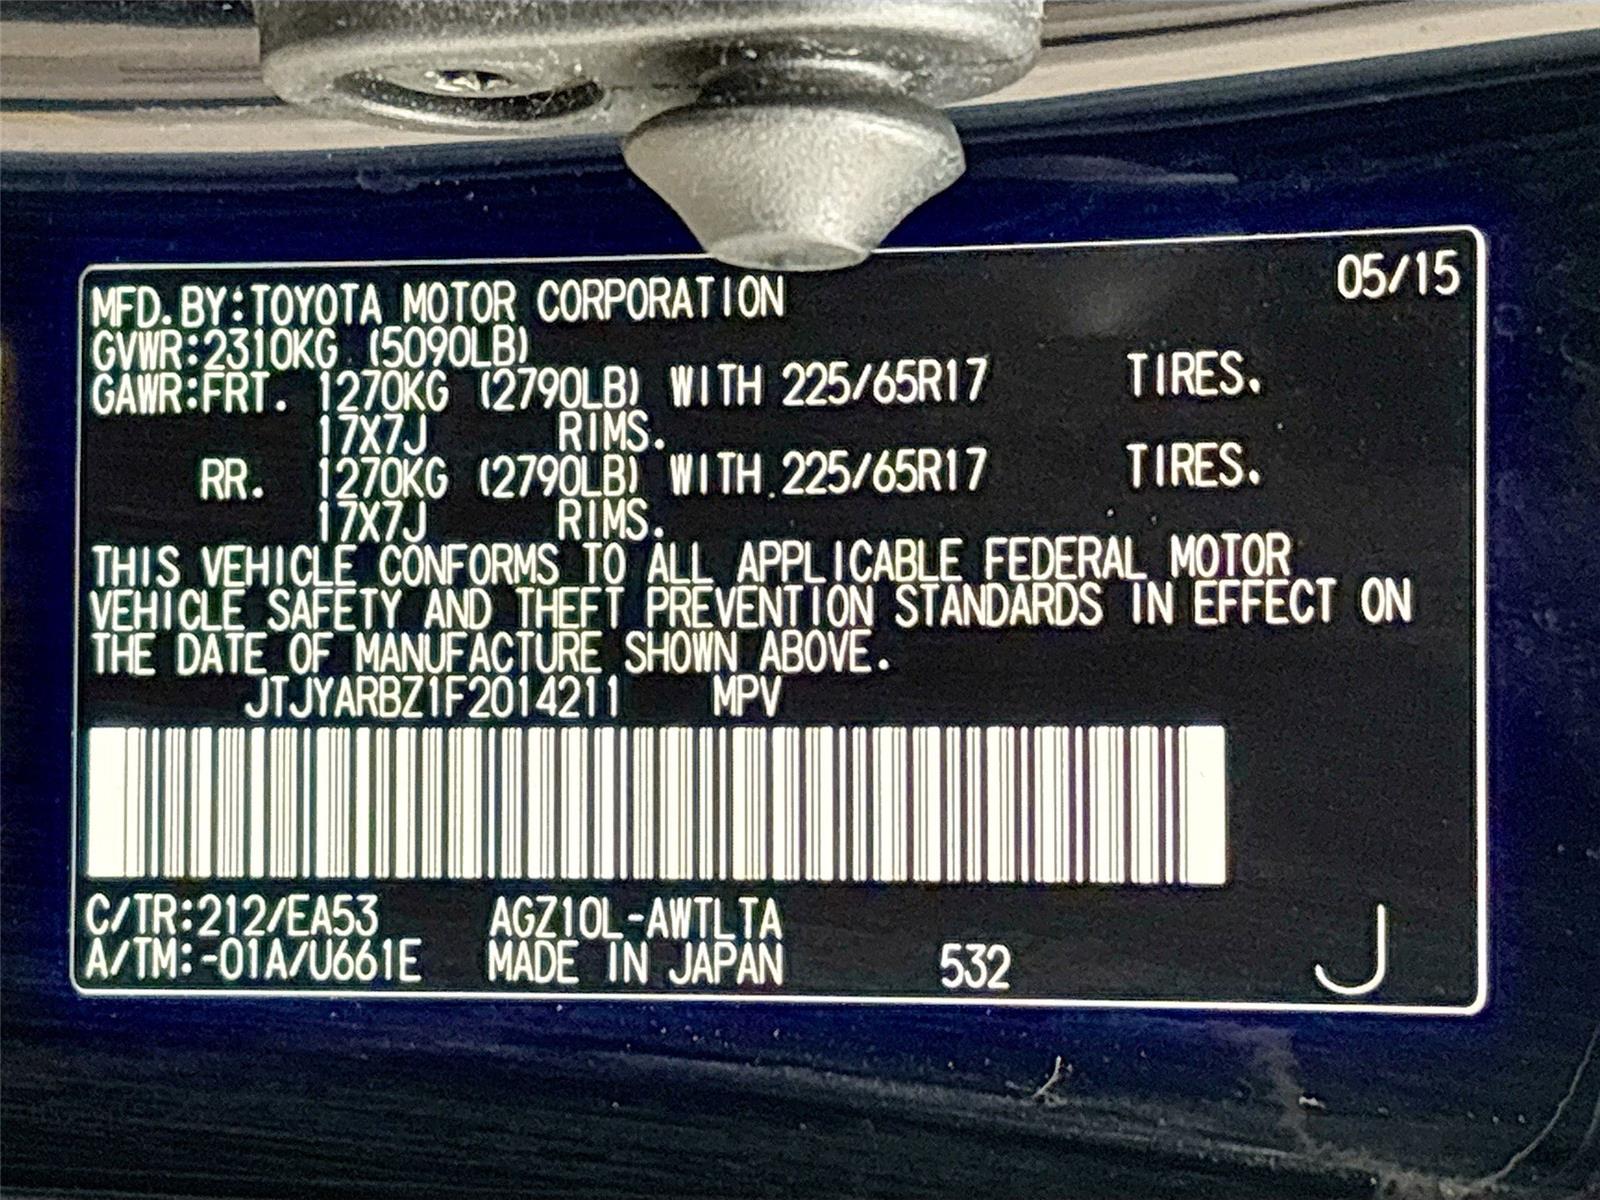 05/15
MFD.BY:TOYOTA MOTOR CORPORATION
GVWR:2310KG (5090LB)
GAWR:FRT. 1270KG (2790LB) WITH 225/65R17 TIRES.
17X7J RIMS.
RR. 1270KG (2790LB) WITH 225/65R17 TIRES.
17X7J RIMS.
THIS VEHICLE CONFORMS TO ALL APPLICABLE FEDERAL MOTOR
VEHICLE SAFETY AND THEFT PREVENTION STANDARDS IN EFFECT ON
THE DATE OF MANUFACTURE SHOWN ABOVE.
JTJYARBZ1F2014211 MPV
C/TR:212/EA53 AGZ10L-AWTLTA
A/TM:-01A/U661E MADE IN JAPAN 532 J